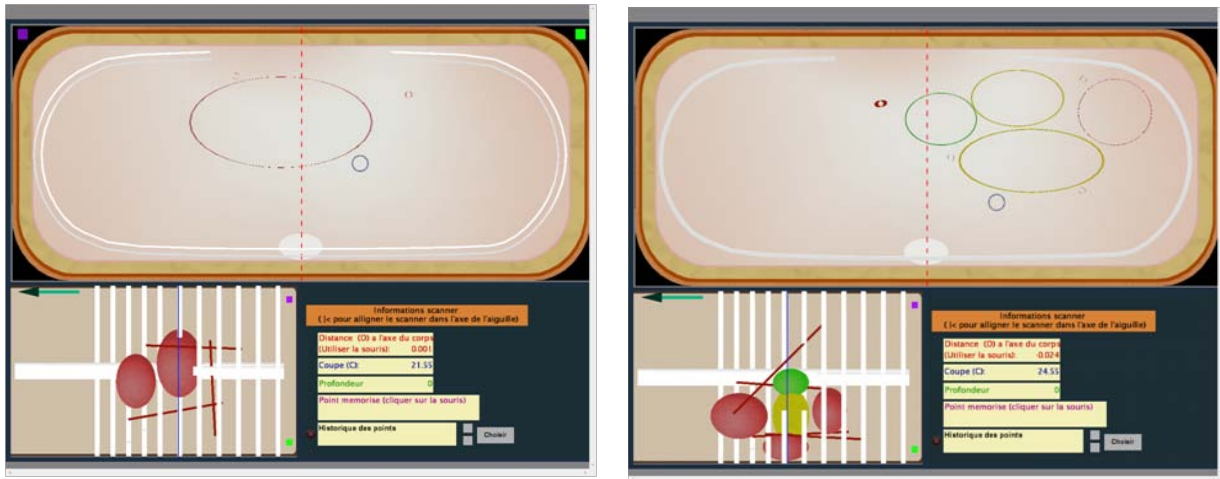 Informations scanner
( )< pour alligner le scanner dans l'axe de l'aiguille)
Distance (O) a l'axe du corps
(Utiliser la souris): 0.001
Coupe (C): 21.55
Profondeur 0
Point memorise (cliquer sur la souris)
Historique des points
Choisir
Informations scanner
( )< pour alligner le scanner dans l'axe de l'aiguille)
Distance (O) a l'axe du corps
(Utiliser la souris): -0.024
Coupe (C): 24.55
Profondeur 0
Point memorise (cliquer sur la souris)
Historique des points
Choisir